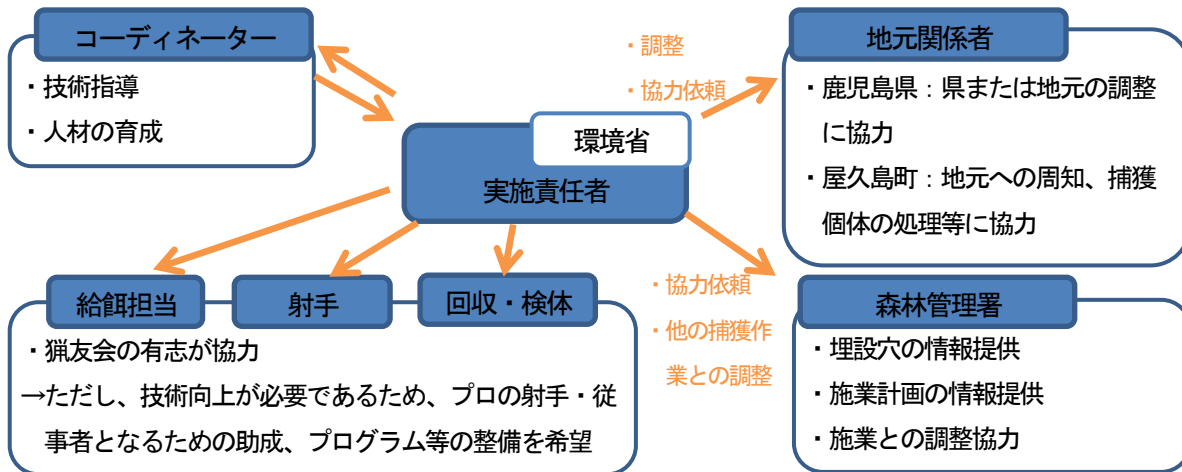 コーディネーター
・技術指導
・人材の育成
・調整
・協力依頼
地元関係者
・鹿児島県：県または地元の調整
に協力
・屋久島町：地元への周知、捕獲
個体の処理等に協力
環境省
実施責任者
給餌担当
射手
回収・検体
・猟友会の有志が協力
→ただし、技術向上が必要であるため、プロの射手・従
事者となるための助成、プログラム等の整備を希望
・協力依頼
・他の捕獲作
業との調整
森林管理署
・埋設穴の情報提供
・施業計画の情報提供
・施業との調整協力